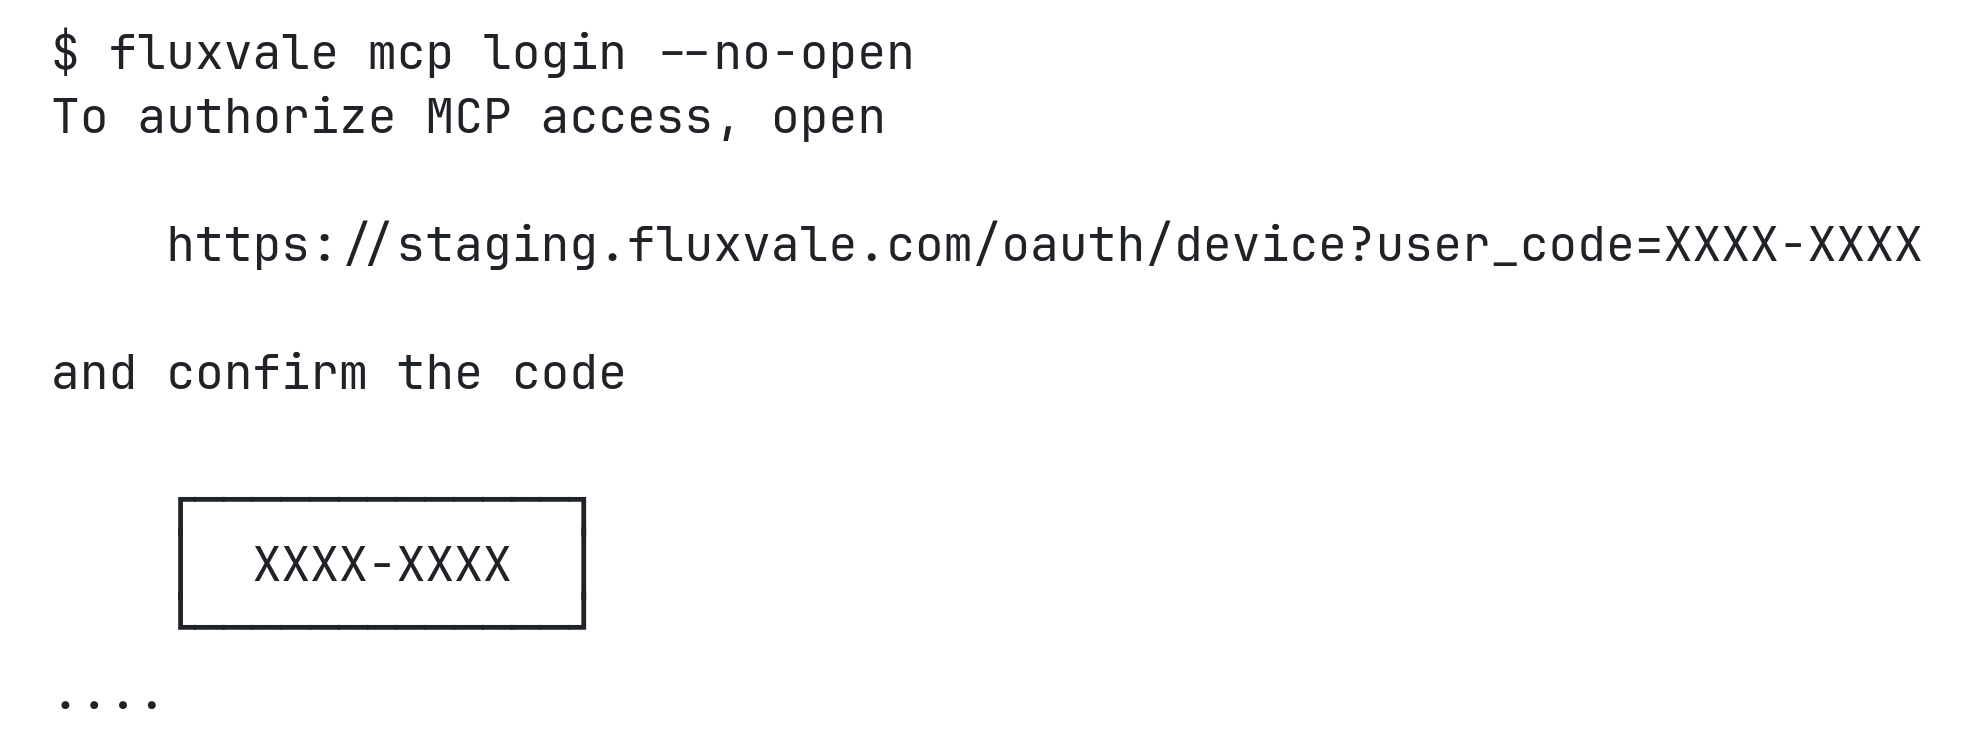 $ fluxvale mcp login --no-open
To authorize MCP access, open
https://staging.fluxvale.com/oauth/device?user_code=XXXX-XXXX
and confirm the code
XXXX-XXXX
....